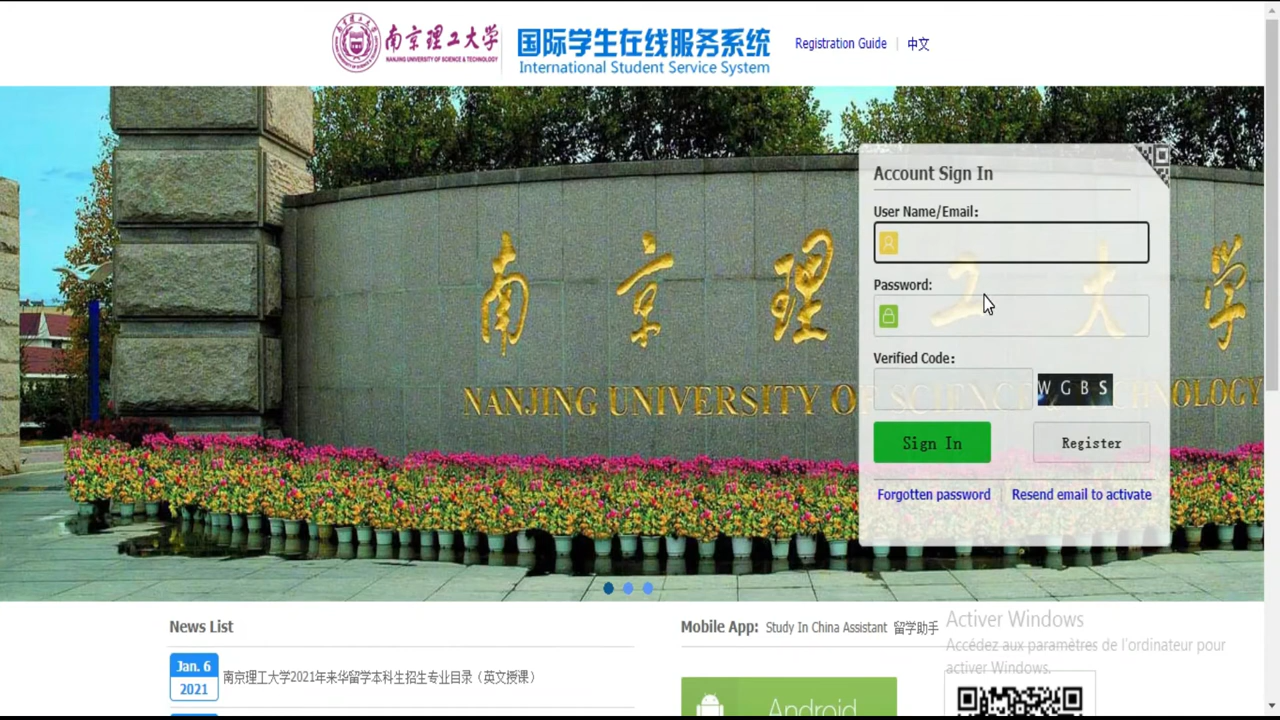 南京理工大学
NANJING UNIVERSITY OF SCIENCE & TECHNOLOGY
国际学生在线服务系统
International Student Service System
Registration Guide | 中文
南京理工大学
NANJING UNIVERSITY OF SCIENCE TECHNOLOGY
Account Sign In
User Name/Email:
Password:
Verified Code:
W G B S
Sign In
Register
Forgotten password
Resend email to activate
News List
Jan. 6
2021
南京理工大学2021年来华留学本科生招生专业目录（英文授课）
Mobile App: Study In China Assistant 留学助手
Android
Activer Windows
Accédez aux paramètres de l'ordinateur pour
activer Windows.